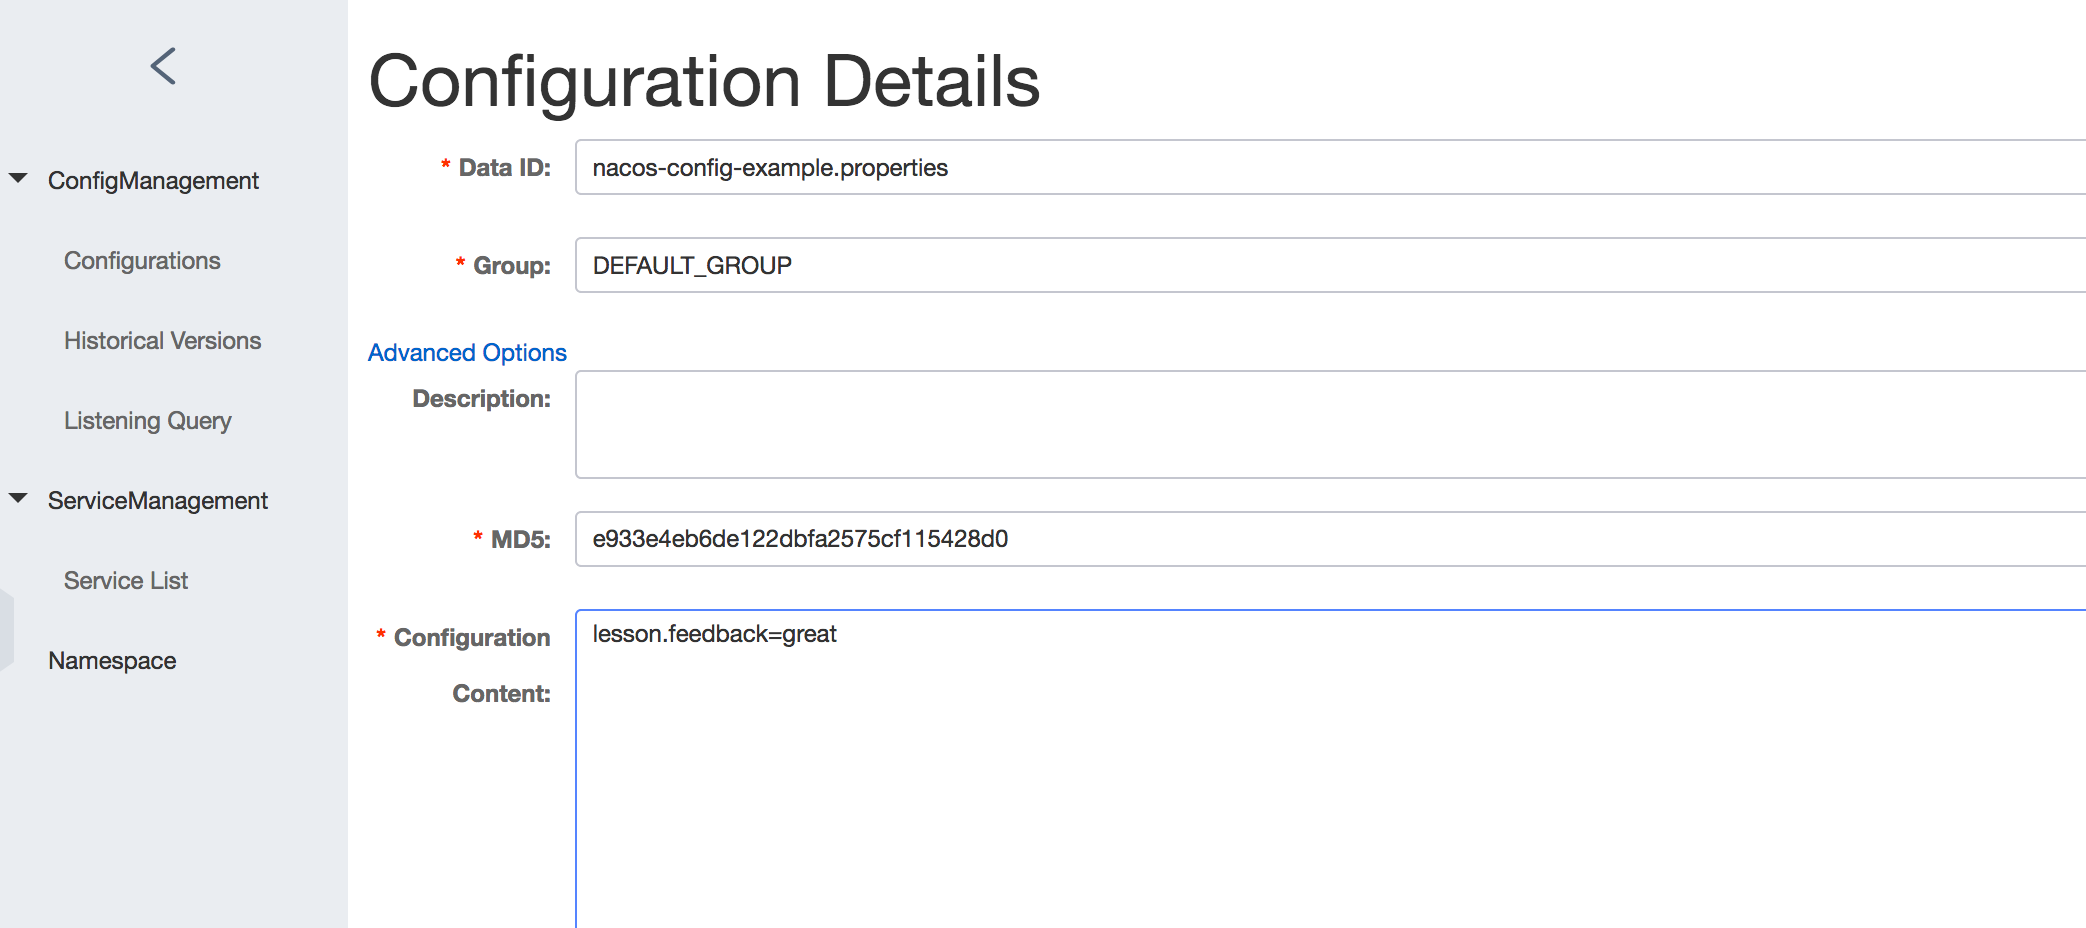 ConfigManagement
Configurations
Historical Versions
Listening Query
ServiceManagement
Service List
Namespace
Configuration Details
* Data ID: nacos-config-example.properties
* Group: DEFAULT_GROUP
Advanced Options
Description:
* MD5: e933e4eb6de122dbfa2575cf115428d0
* Configuration lesson.feedback=great
Content: